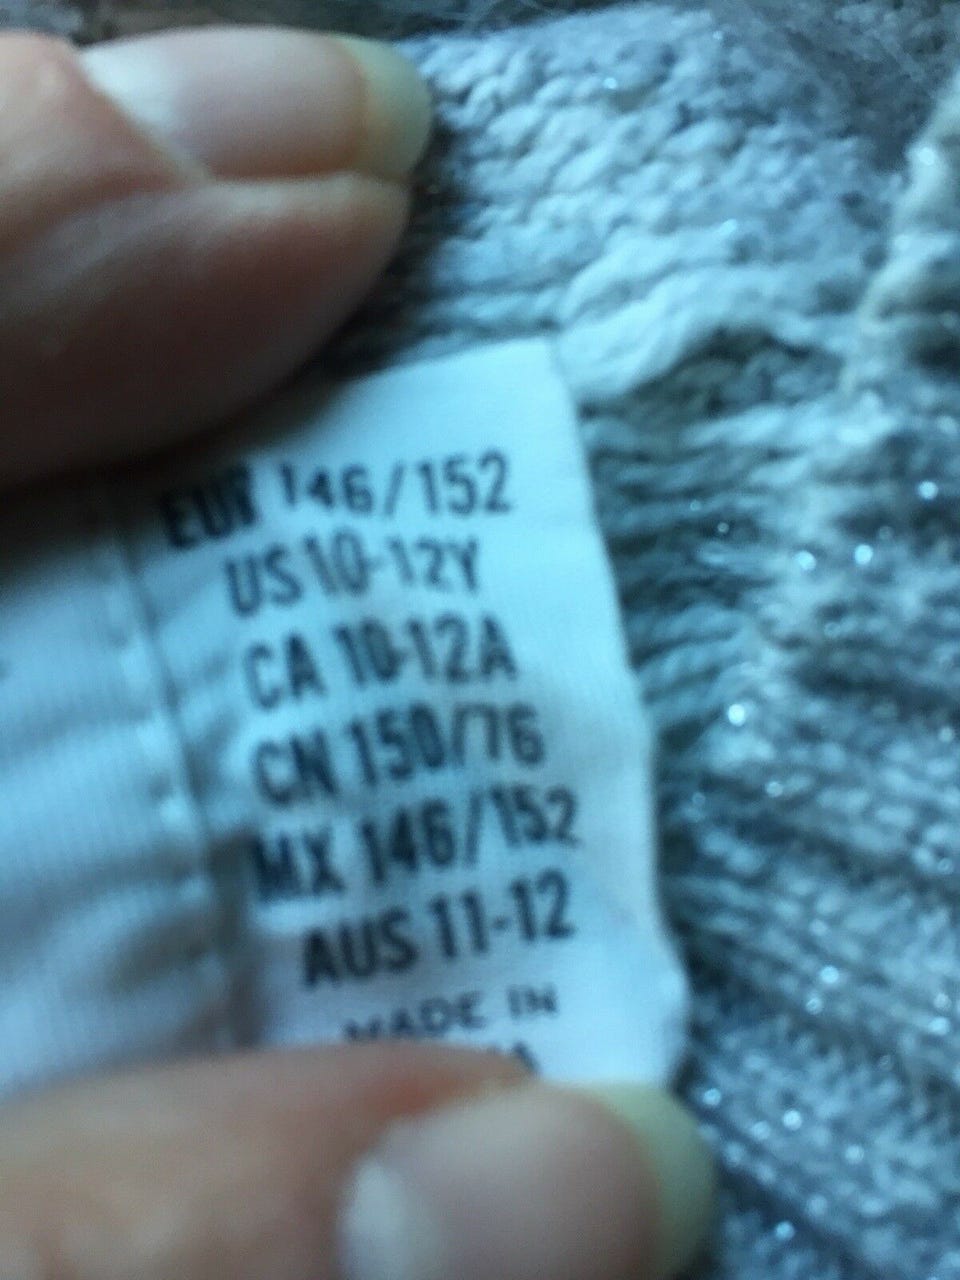 EUR 146/152
US 10-12Y
CA 10-12A
CN 150/76
MX 146/152
AUS 11-12
MADE IN